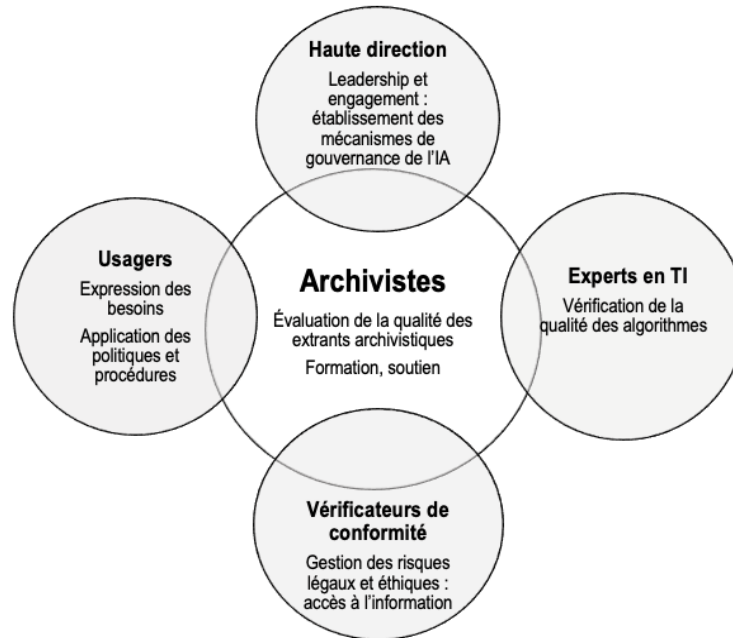 Haute direction
Leadership et
engagement :
établissement des
mécanismes de
gouvernance de l'IA
Usagers
Expression des
besoins
Application des
politiques et
procédures
Archivistes
Évaluation de la qualité des
extrants archivistiques
Formation, soutien
Experts en TI
Vérification de la
qualité des algorithmes
Vérificateurs de
conformité
Gestion des risques
légaux et éthiques :
accès à l'information